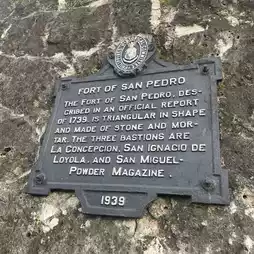 FORT OF SAN PEDRO
THE FORT OF SAN PEDRO, DES-
CRIBED IN AN OFFICIAL REPORT
OF 1739, IS TRIANGULAR IN SHAPE
AND MADE OF STONE AND MOR-
TAR. THE THREE BASTIONS ARE
LA CONCEPCION, SAN IGNACIO DE
LOYOLA, AND SAN MIGUEL-
POWDER MAGAZINE.
1939